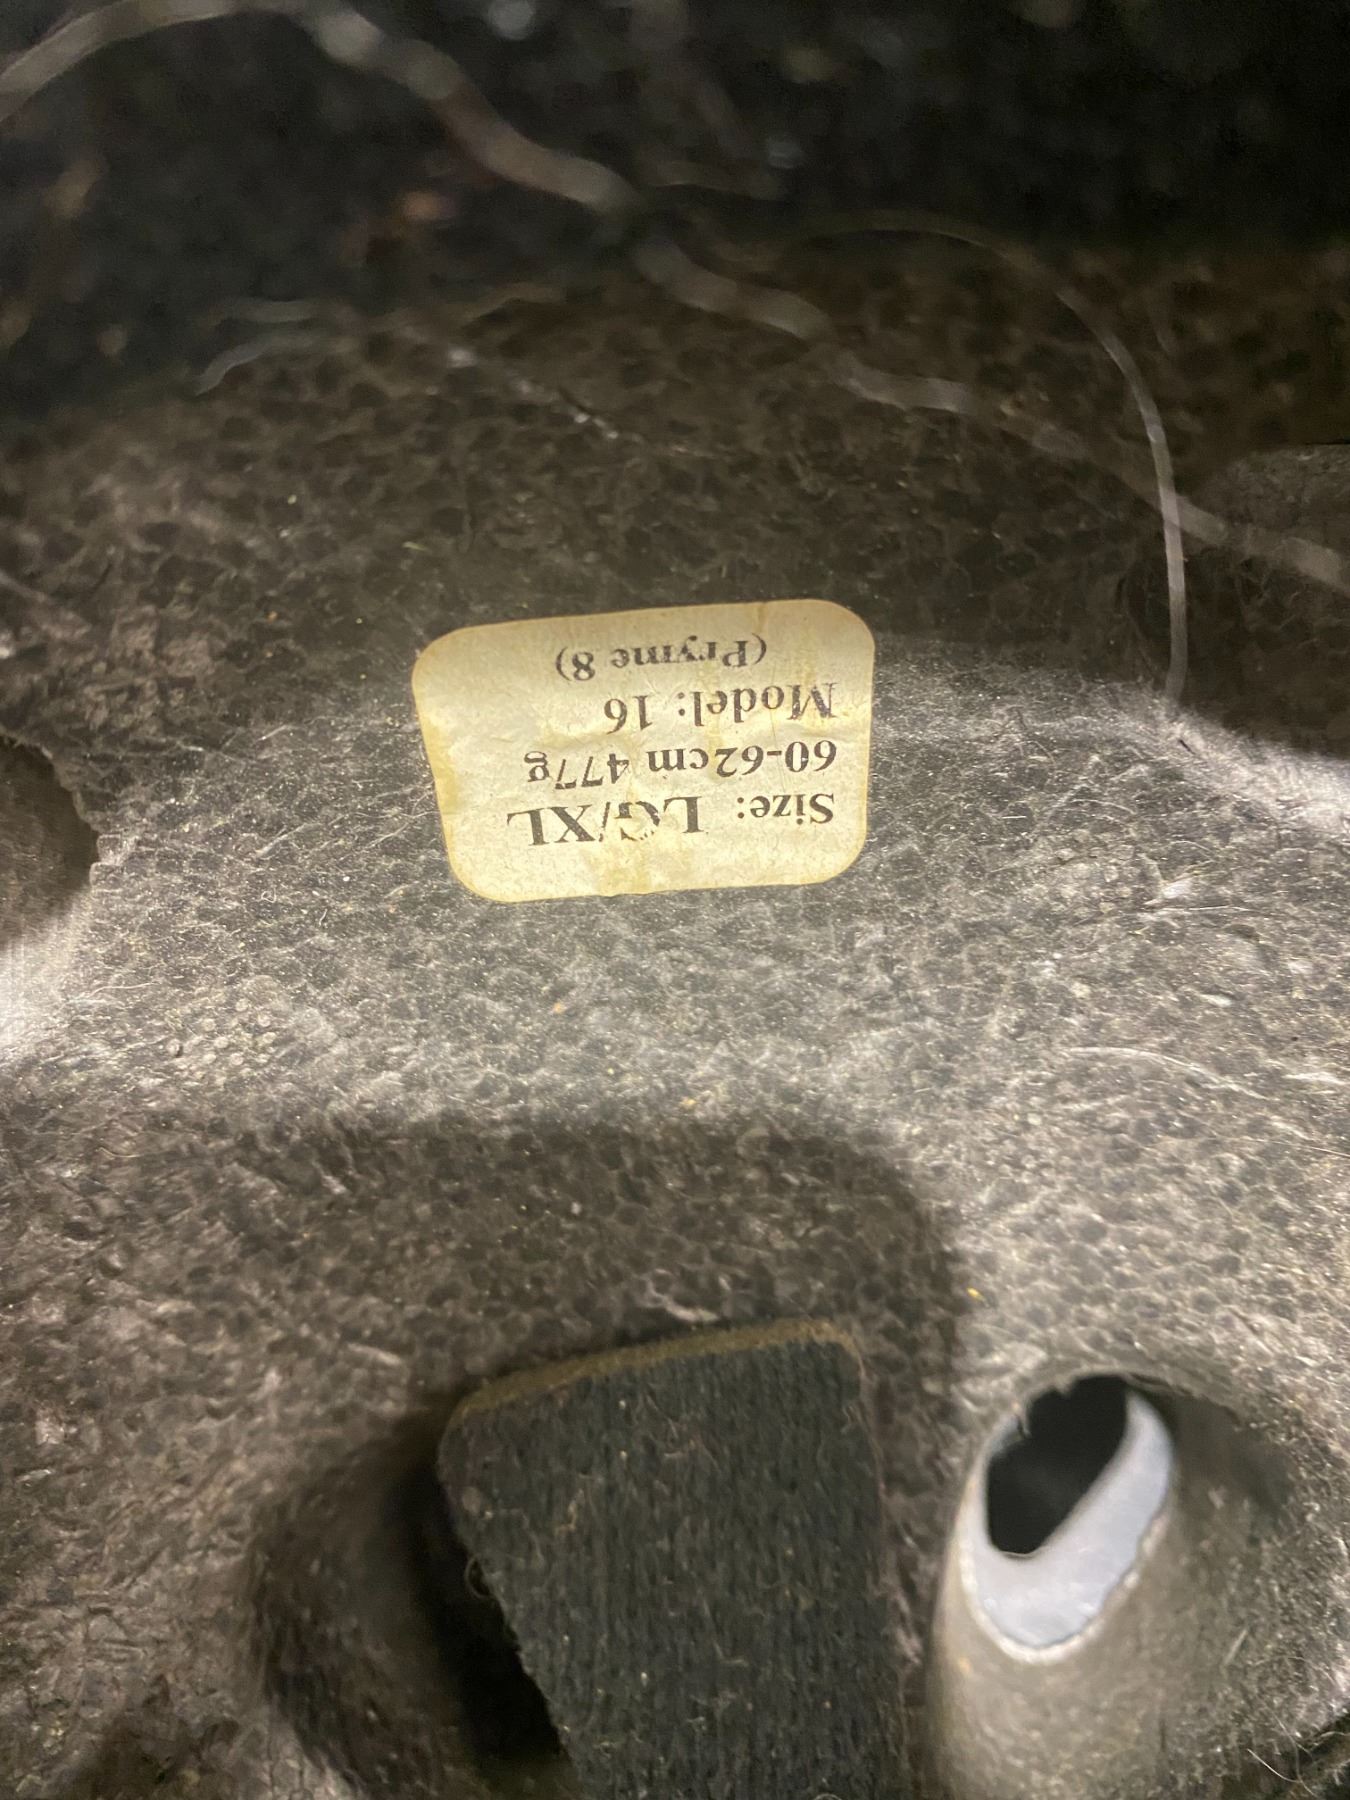 Size: LG/XL
60-62cm 477g
Model: 16
(Pryme 8)